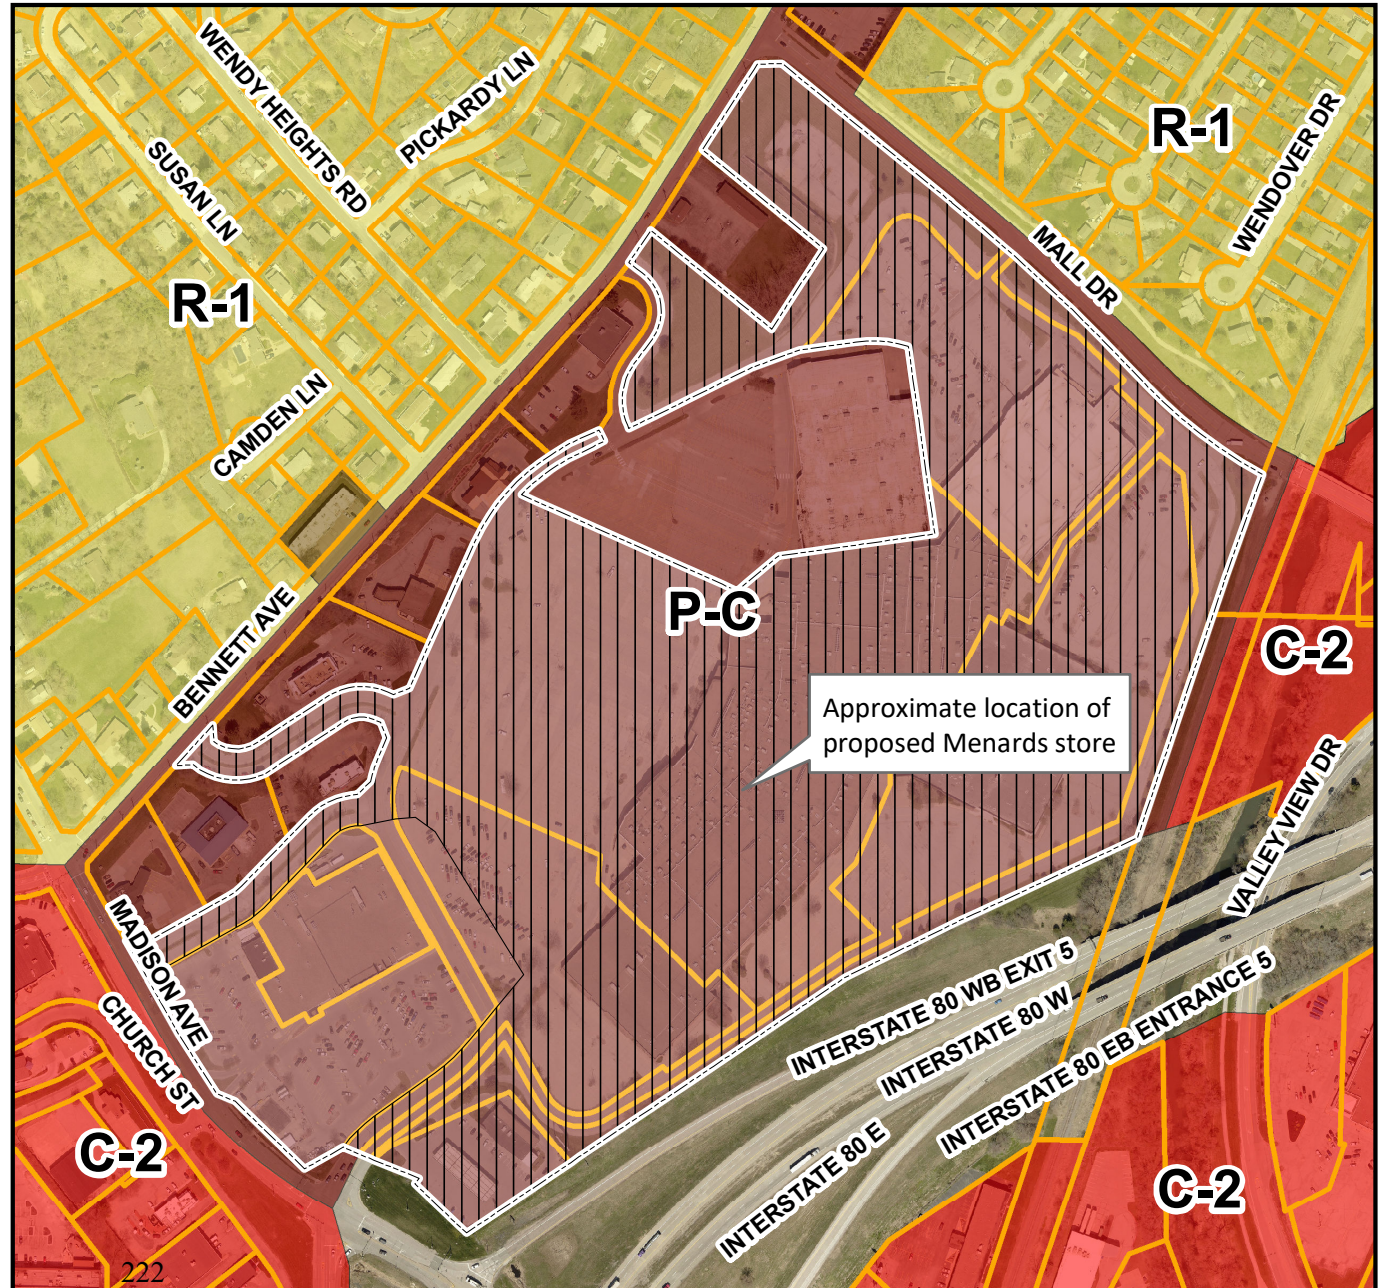 WENDY HEIGHTS RD
PICKARDY LN
SUSAN LN
R-1
WENDOVER DR
R-1
MALL DR
CAMDEN LN
BENNETT AVE
P-C
C-2
Approximate location of
proposed Menards store
VALLEY VIEW DR
MADISON AVE
CHURCH ST
INTERSTATE 80 WB EXIT 5
INTERSTATE 80 W
INTERSTATE 80 EB ENTRANCE 5
INTERSTATE 80 E
C-2
C-2
222